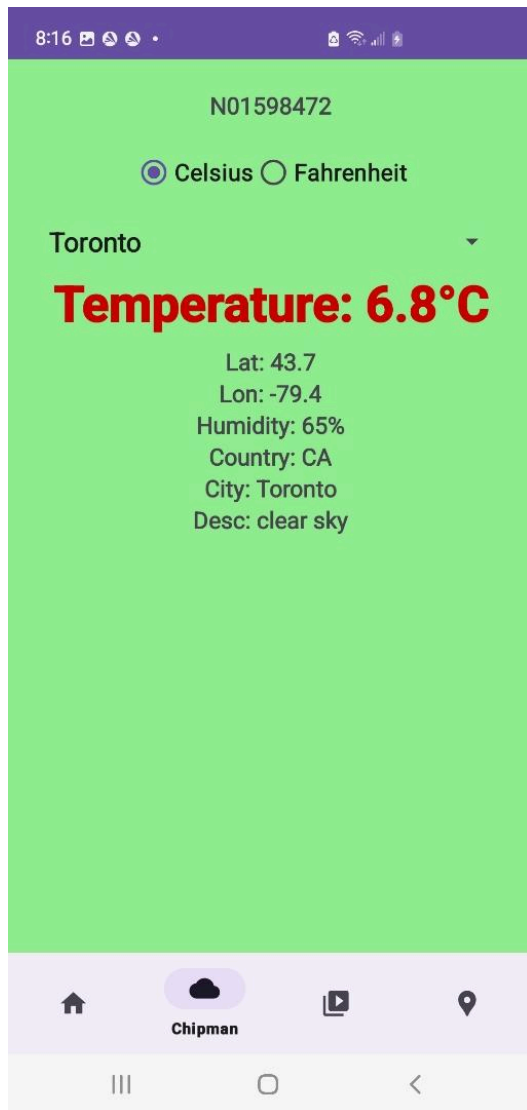 8:16
N01598472
Celsius Fahrenheit
Toronto
Temperature: 6.8°C
Lat: 43.7
Lon: -79.4
Humidity: 65%
Country: CA
City: Toronto
Desc: clear sky
Chipman